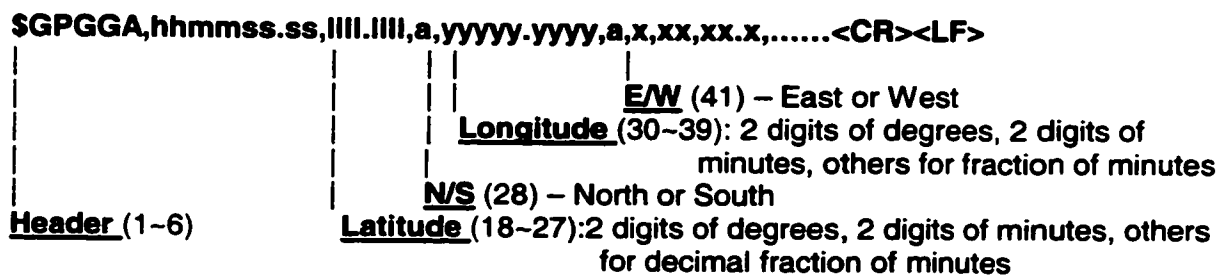 $GPGGA,hhmmss.ss,llll.llll,a,yyyyy.yyyy,a,x,xx,xx.x,......<CR><LF>
E/W (41) – East or West
Longitude (30~39): 2 digits of degrees, 2 digits of
minutes, others for fraction of minutes
N/S (28) – North or South
Header (1~6) Latitude (18~27):2 digits of degrees, 2 digits of minutes, others
for decimal fraction of minutes